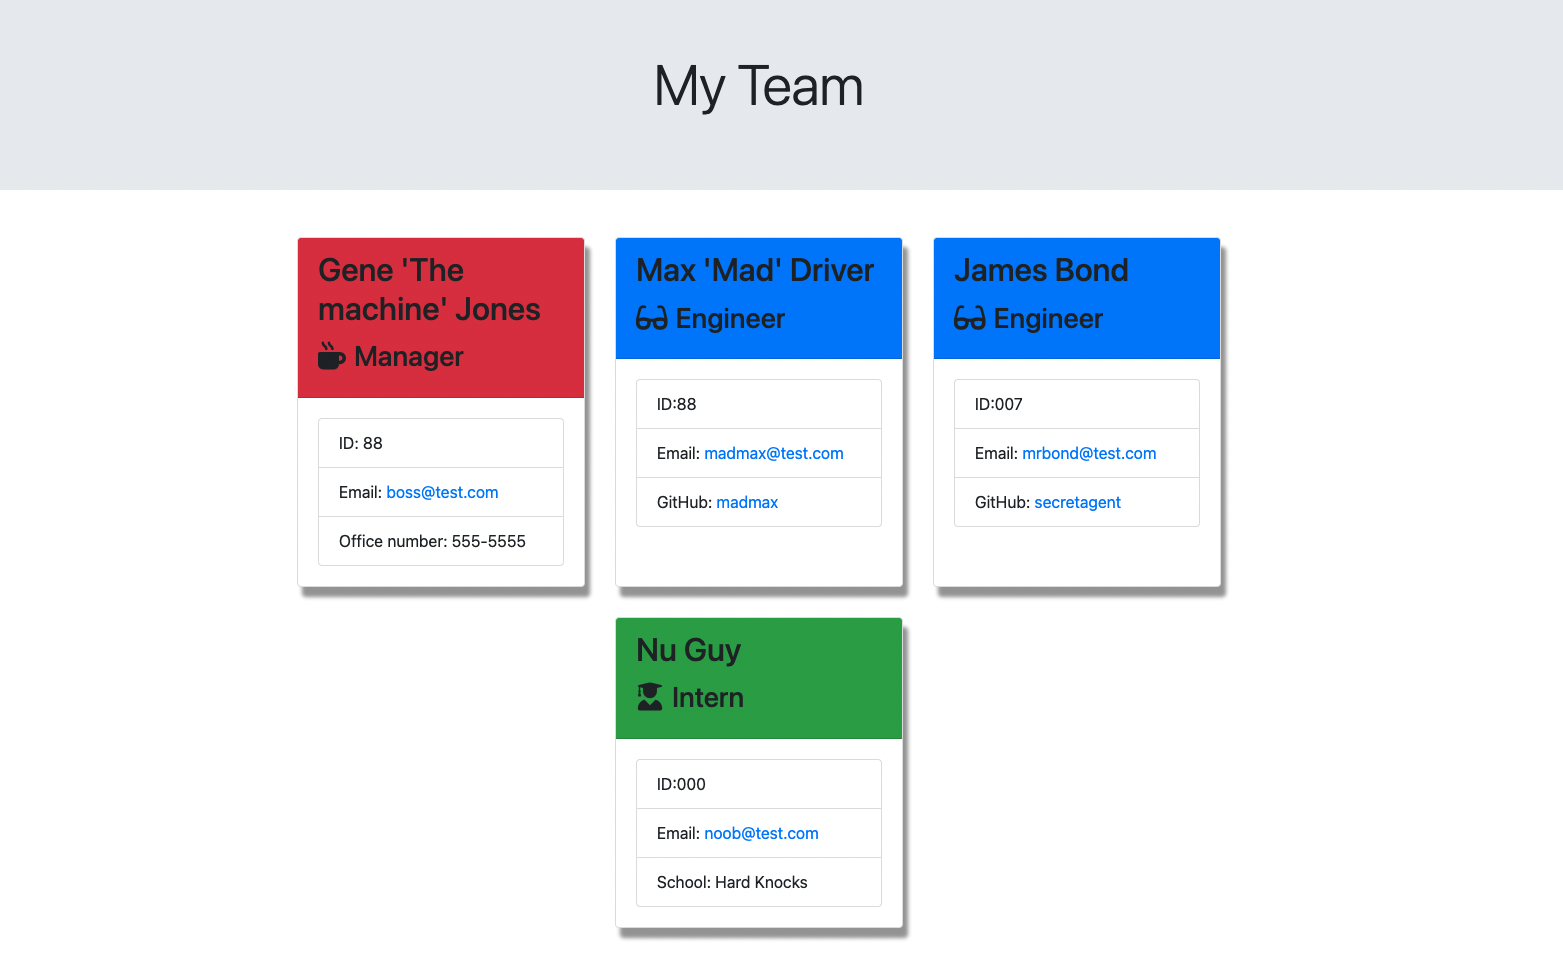 My Team
Gene 'The
machine' Jones
Manager
ID: 88
Email: boss@test.com
Office number: 555-5555
Max 'Mad' Driver
Engineer
ID:88
Email: madmax@test.com
GitHub: madmax
James Bond
Engineer
ID:007
Email: mrbond@test.com
GitHub: secretagent
Nu Guy
Intern
ID:000
Email: noob@test.com
School: Hard Knocks